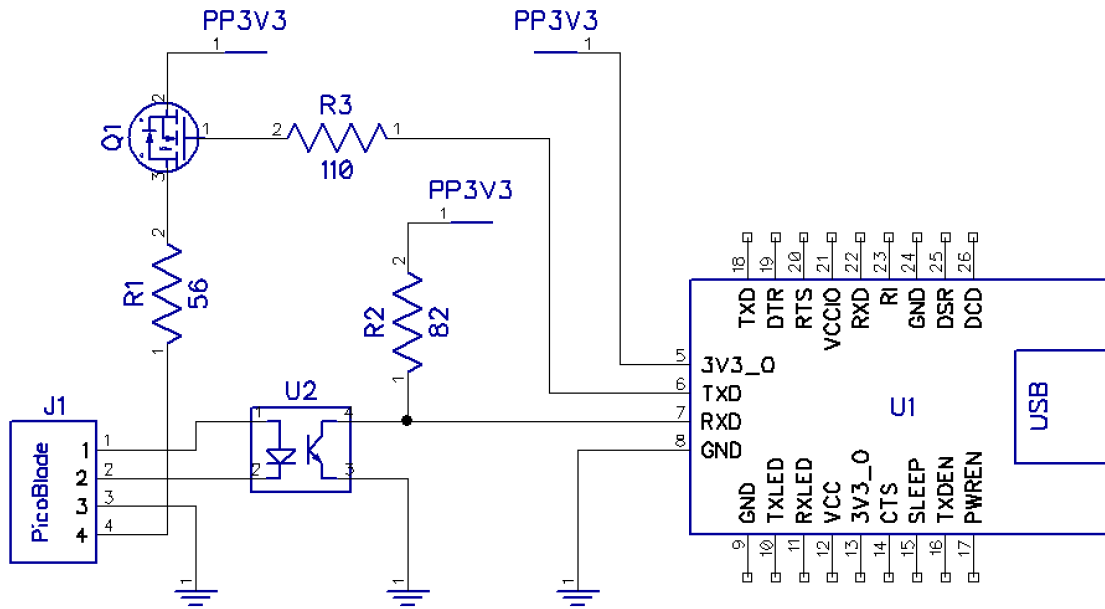 PP3V3
PP3V3
1
1
2
Q1
1
3
R3
2
1
110
PP3V3
1
2
R1
56
1
2
R2
82
1
18
19
20
21
22
23
24
25
26
TXD
DTR
RTS
VCCIO
RXD
RI
GND
DSR
DCD
5
3V3_O
6
TXD
7
RXD
8
GND
U1
USB
J1
PicoBlade
1
1
2
2
3
3
4
4
U2
1
4
2
3
GND
TXLED
RXLED
VCC
3V3_O
CTS
SLEEP
TXDEN
PWREN
9
10
11
12
13
14
15
16
17
1
1
1